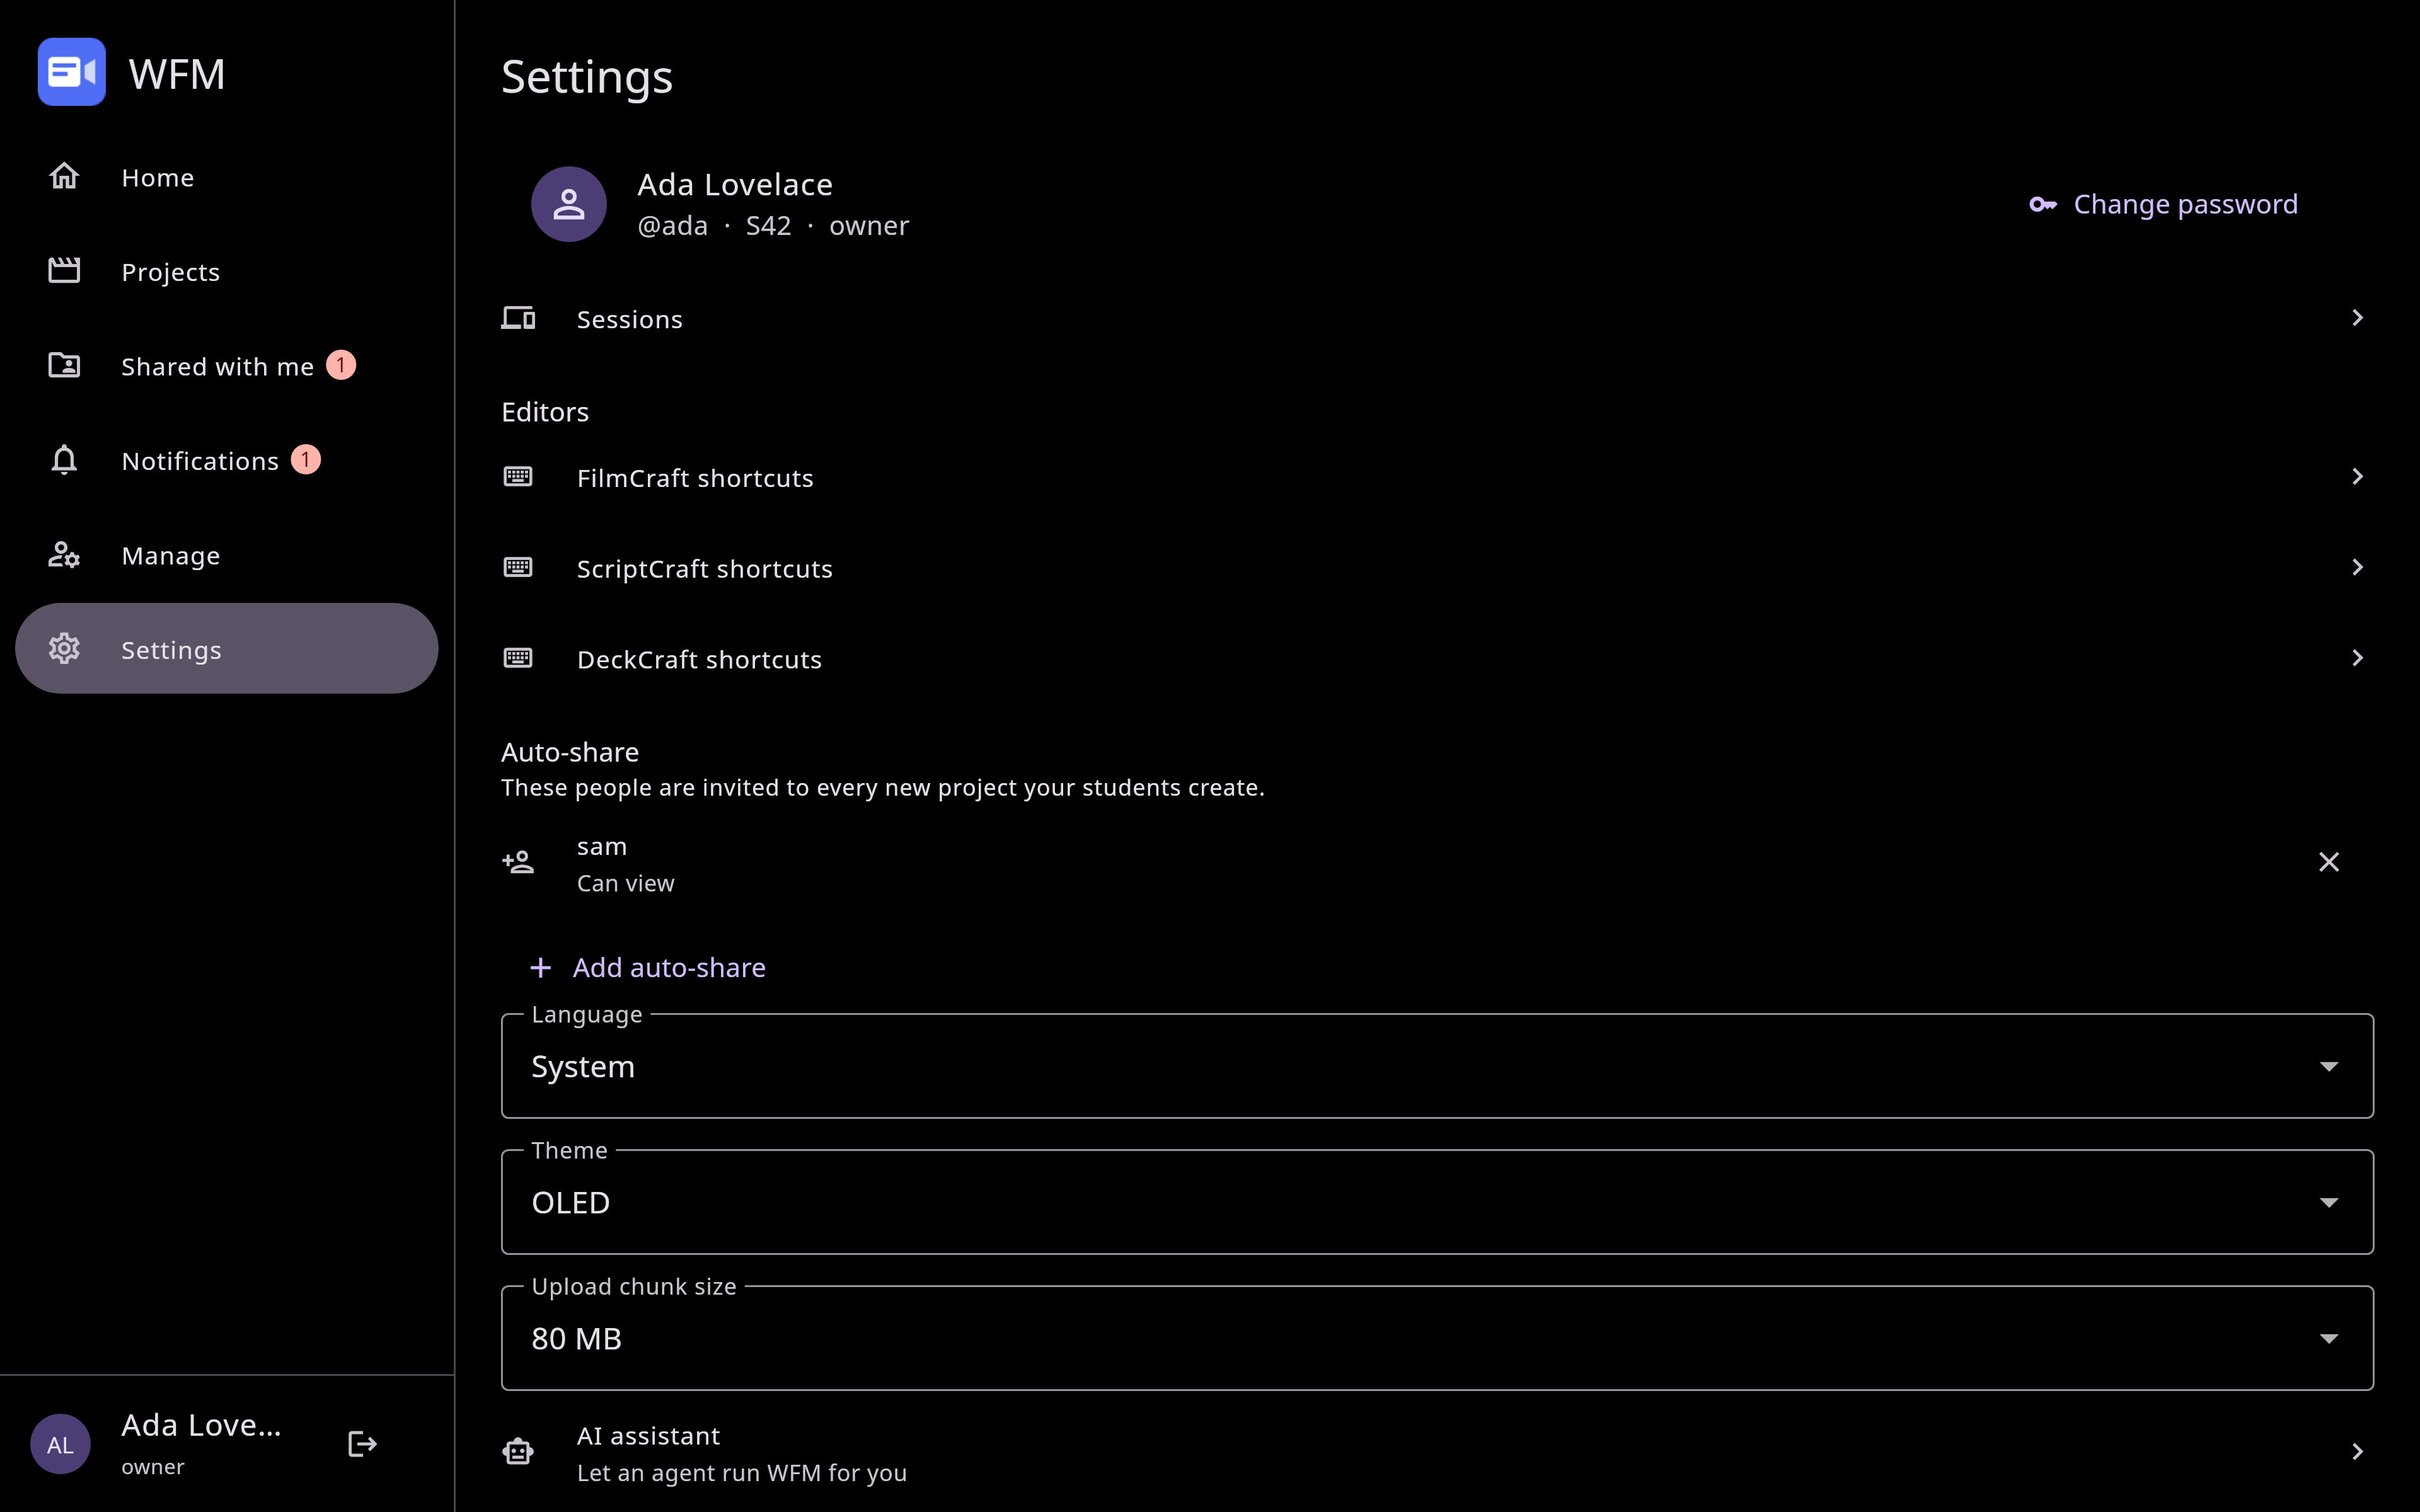 WFM
Home
Projects
Shared with me 1
Notifications 1
Manage
Settings
Ada Love...
owner
AL
Settings
Ada Lovelace
@ada · S42 · owner
Change password
Sessions
Editors
FilmCraft shortcuts
ScriptCraft shortcuts
DeckCraft shortcuts
Auto-share
These people are invited to every new project your students create.
sam
Can view
Add auto-share
Language
System
Theme
OLED
Upload chunk size
80 MB
AI assistant
Let an agent run WFM for you